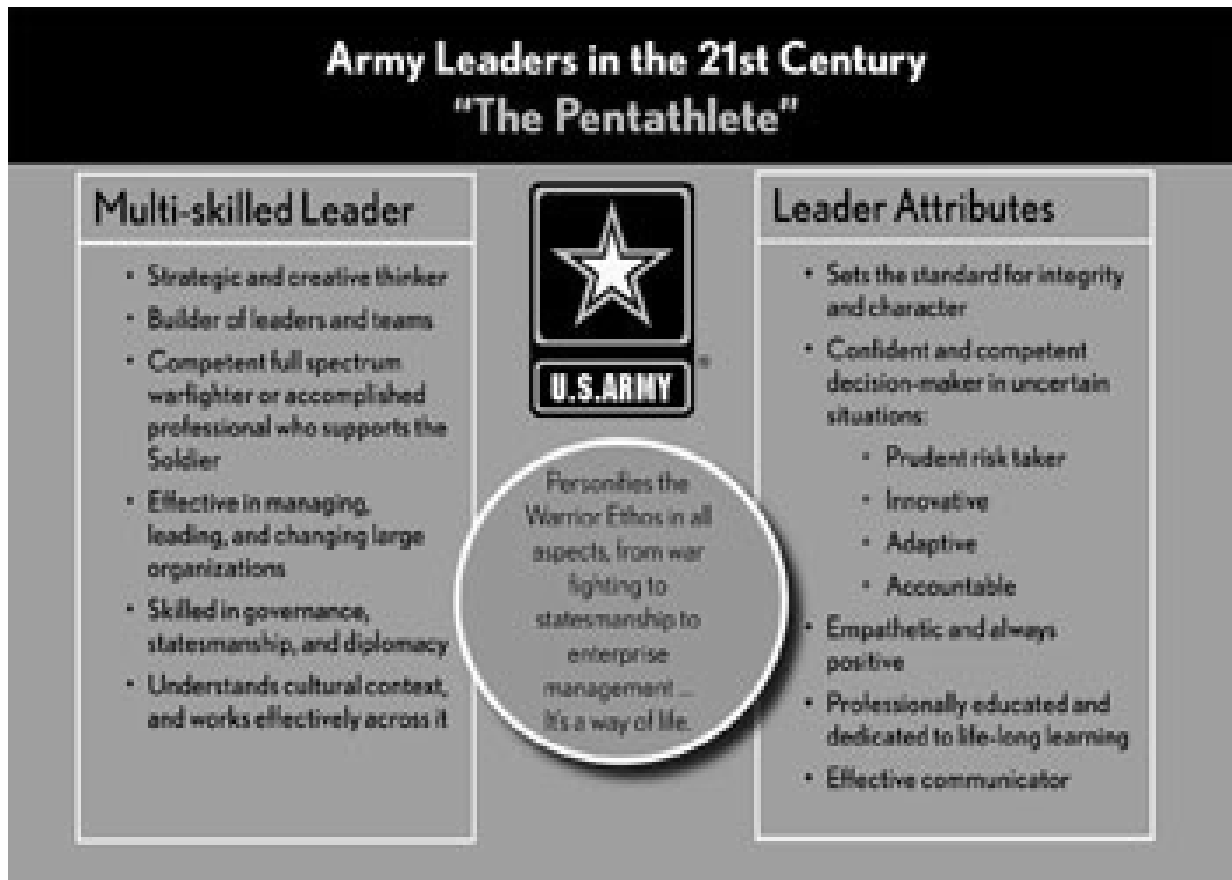 Army Leaders in the 21st Century
“The Pentathlete”
Multi-skilled Leader
• Strategic and creative thinker
• Builder of leaders and teams
• Competent full spectrum
warfighter or accomplished
professional who supports the
Soldier
• Effective in managing,
leading, and changing large
organizations
• Skilled in governance,
statesmanship, and diplomacy
• Understands cultural context,
and works effectively across it
U.S.ARMY
®
Personifies the
Warrior Ethos in all
aspects, from war
fighting to
statesmanship to
enterprise
management ...
It's a way of life.
Leader Attributes
• Sets the standard for integrity
and character
• Confident and competent
decision-maker in uncertain
situations:
• Prudent risk taker
• Innovative
• Adaptive
• Accountable
• Empathetic and always
positive
• Professionally educated and
dedicated to life-long learning
• Effective communicator